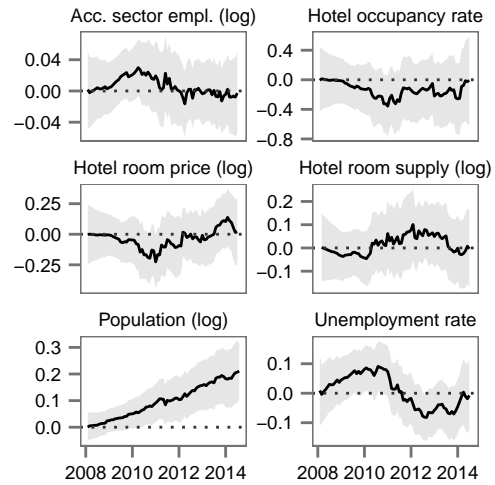 Acc. sector empl. (log)
Hotel occupancy rate
0.04
0.00
−0.04
0.4
0.0
−0.4
−0.8
Hotel room price (log)
Hotel room supply (log)
0.25
0.00
−0.25
0.2
0.1
0.0
−0.1
Population (log)
Unemployment rate
0.3
0.2
0.1
0.0
0.1
0.0
−0.1
2008 2010 2012 2014
2008 2010 2012 2014